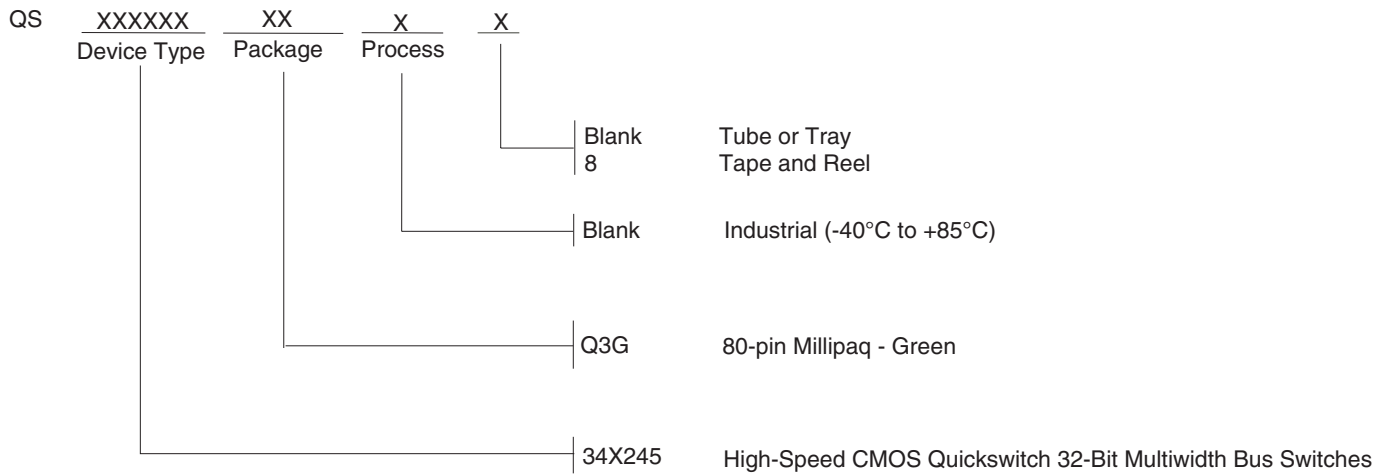 QS XXXXXX XX X X
Device Type Package Process
Blank Tube or Tray
8 Tape and Reel
Blank Industrial (-40°C to +85°C)
Q3G 80-pin Millipaq - Green
34X245 High-Speed CMOS Quickswitch 32-Bit Multiwidth Bus Switches